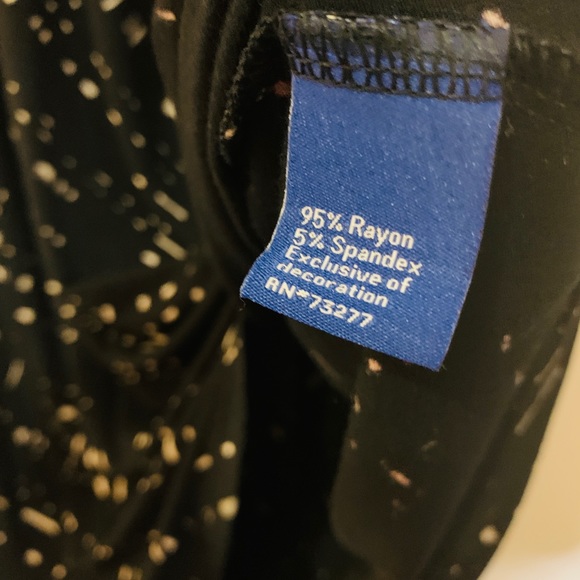 95% Rayon
5% Spandex
Exclusive of
decoration
RN#73277